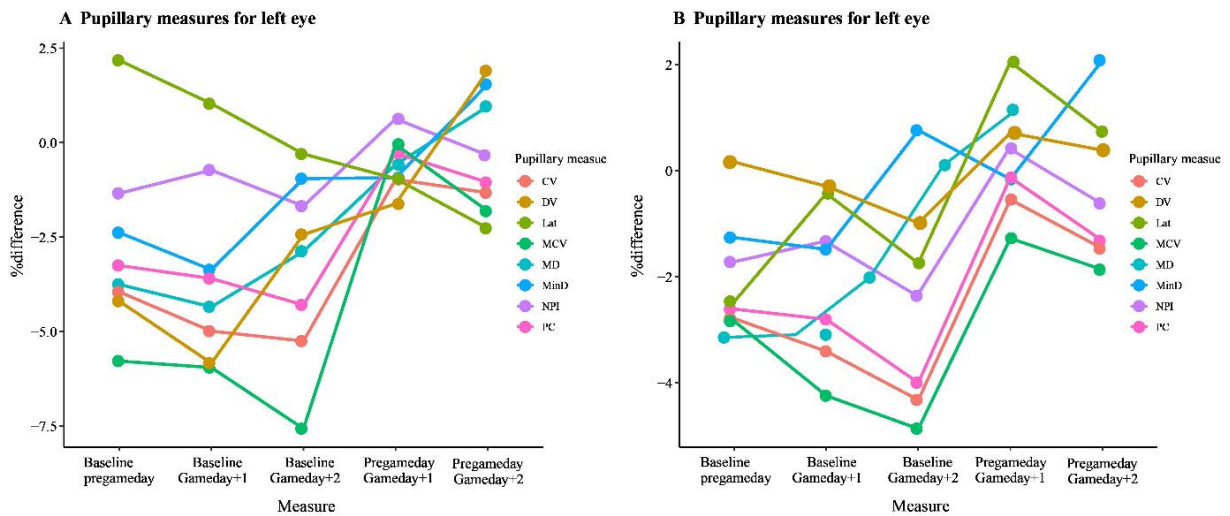 A Pupillary measures for left eye
2.5
0.0
−2.5
−5.0
−7.5
%difference
Baseline
pregameday
Baseline
Gameday+1
Baseline
Gameday+2
Pregameday
Gameday+1
Pregameday
Gameday+2
Measure
Pupillary measue
CV
DV
Lat
MCV
MD
MinD
NPI
PC
B Pupillary measures for left eye
2
0
−2
−4
%difference
Baseline
pregameday
Baseline
Gameday+1
Baseline
Gameday+2
Pregameday
Gameday+1
Pregameday
Gameday+2
Measure
Pupillary measue
CV
DV
Lat
MCV
MD
MinD
NPI
PC